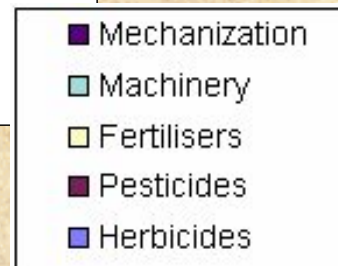 Mechanization
Machinery
Fertilisers
Pesticides
Herbicides